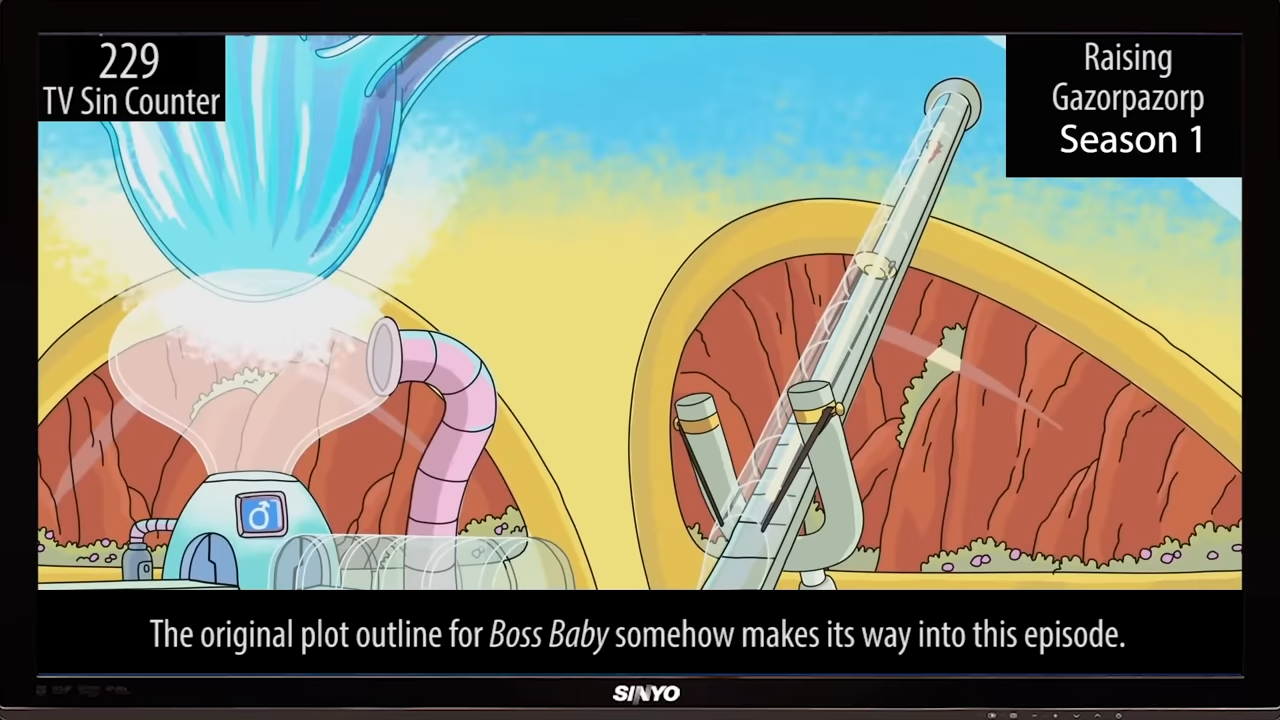 229
TV Sin Counter
Raising
Gazorpazorp
Season 1
The original plot outline for Boss Baby somehow makes its way into this episode.
SINYO